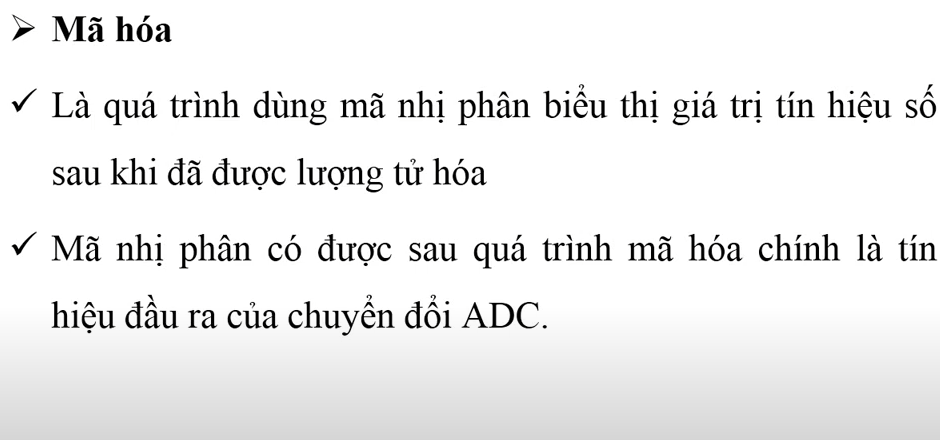 ➢ Mã hóa
✓ Là quá trình dùng mã nhị phân biểu thị giá trị tín hiệu số
sau khi đã được lượng tử hóa
✓ Mã nhị phân có được sau quá trình mã hóa chính là tín
hiệu đầu ra của chuyển đổi ADC.